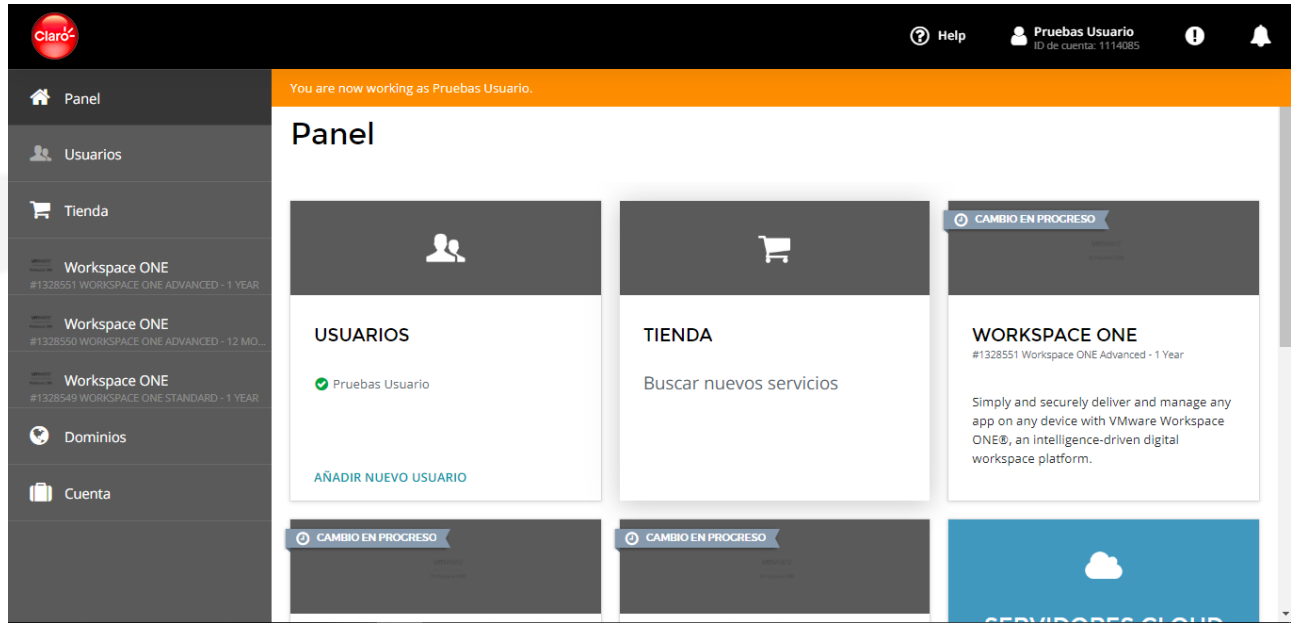 Claro
Help
Pruebas Usuario
ID de cuenta: 1114085
Panel
Usuarios
Tienda
Workspace ONE
#1328551 WORKSPACE ONE ADVANCED - 1 YEAR
Workspace ONE
#1328550 WORKSPACE ONE ADVANCED - 12 MO...
Workspace ONE
#1328549 WORKSPACE ONE STANDARD - 1 YEAR
Dominios
Cuenta
You are now working as Pruebas Usuario.
Panel
USUARIOS
Pruebas Usuario
AÑADIR NUEVO USUARIO
TIENDA
Buscar nuevos servicios
CAMBIO EN PROGRESO
WORKSPACE ONE
#1328551 Workspace ONE Advanced - 1 Year
Simply and securely deliver and manage any
app on any device with VMware Workspace
ONE®, an intelligence-driven digital
workspace platform.
CAMBIO EN PROGRESO
CAMBIO EN PROGRESO
SERVIDORES CLOUD